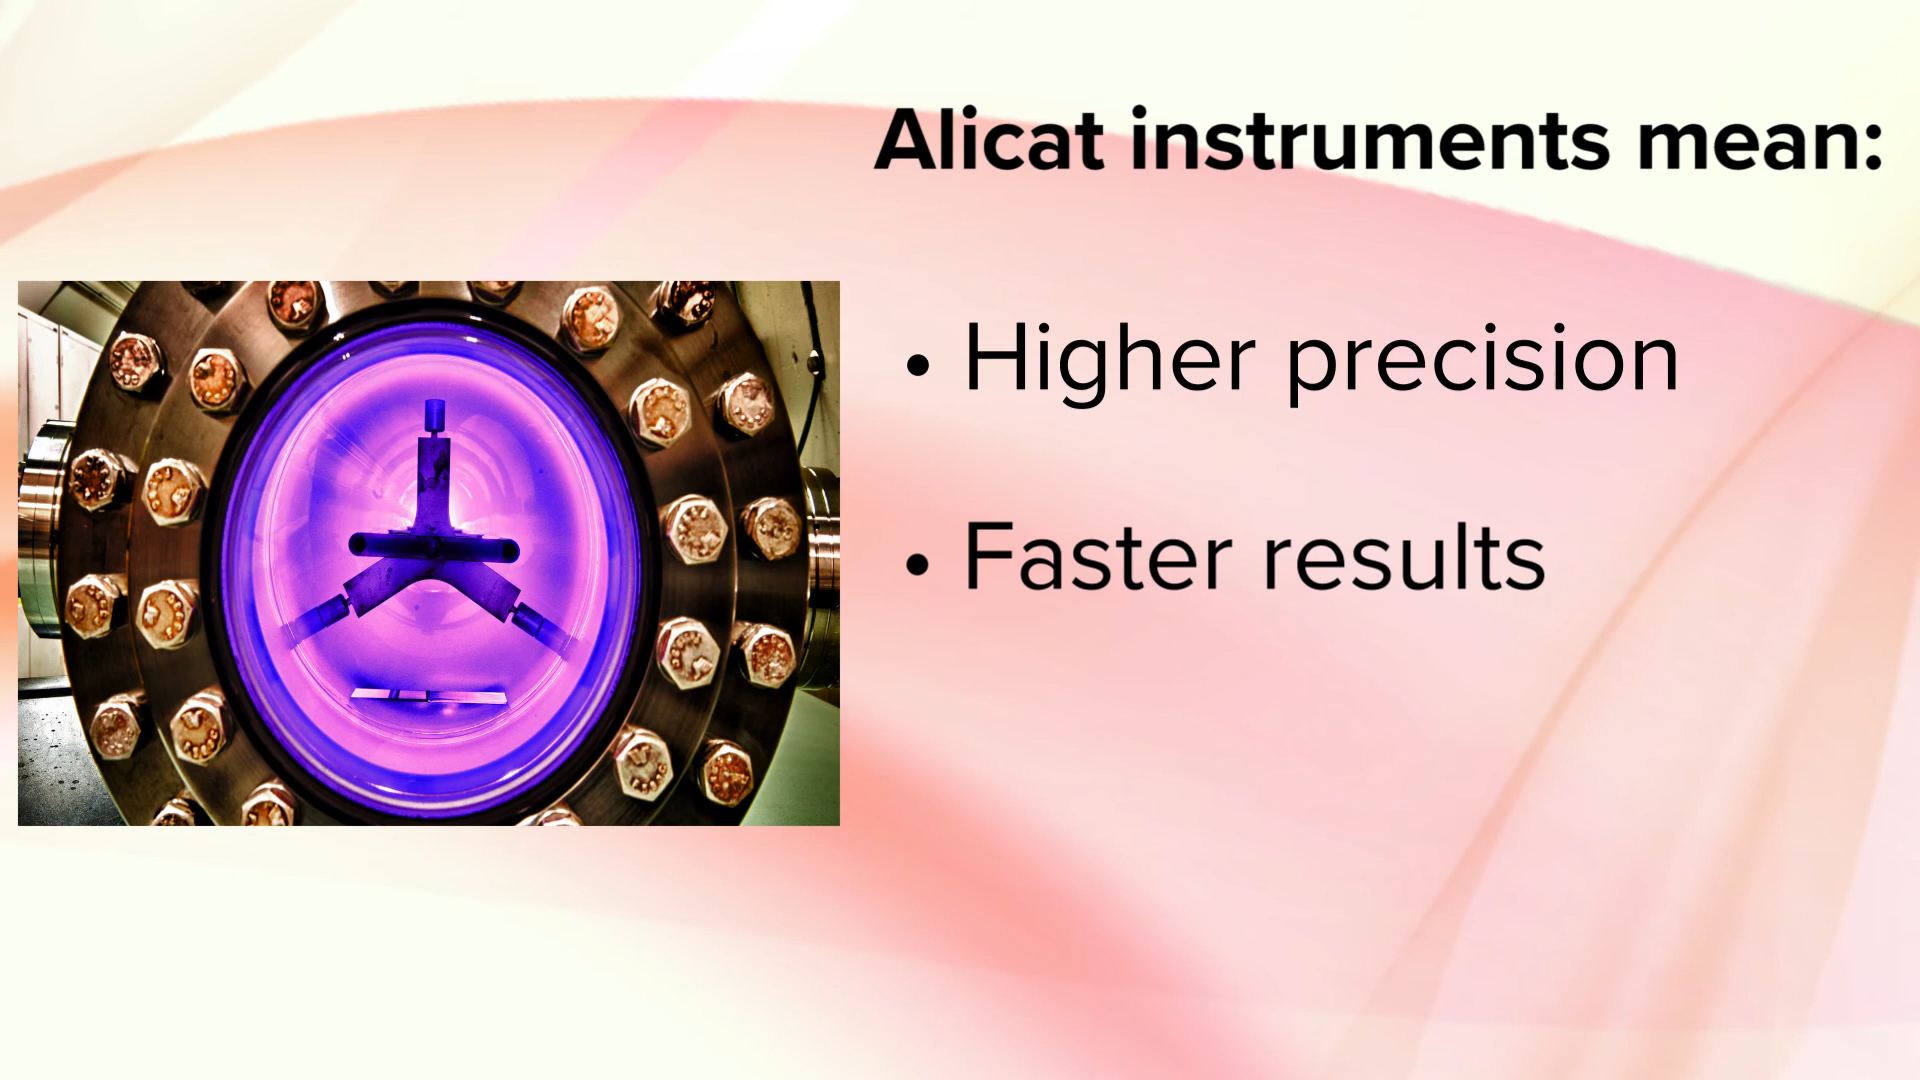 Alicat instruments mean:
• Higher precision
• Faster results